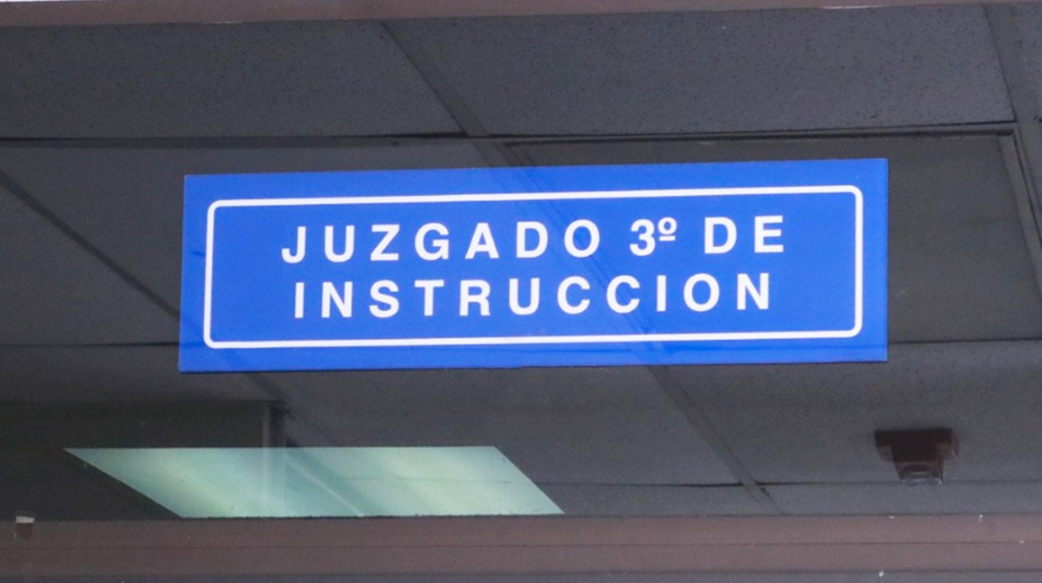 JUZGADO 3º DE
INSTRUCCION